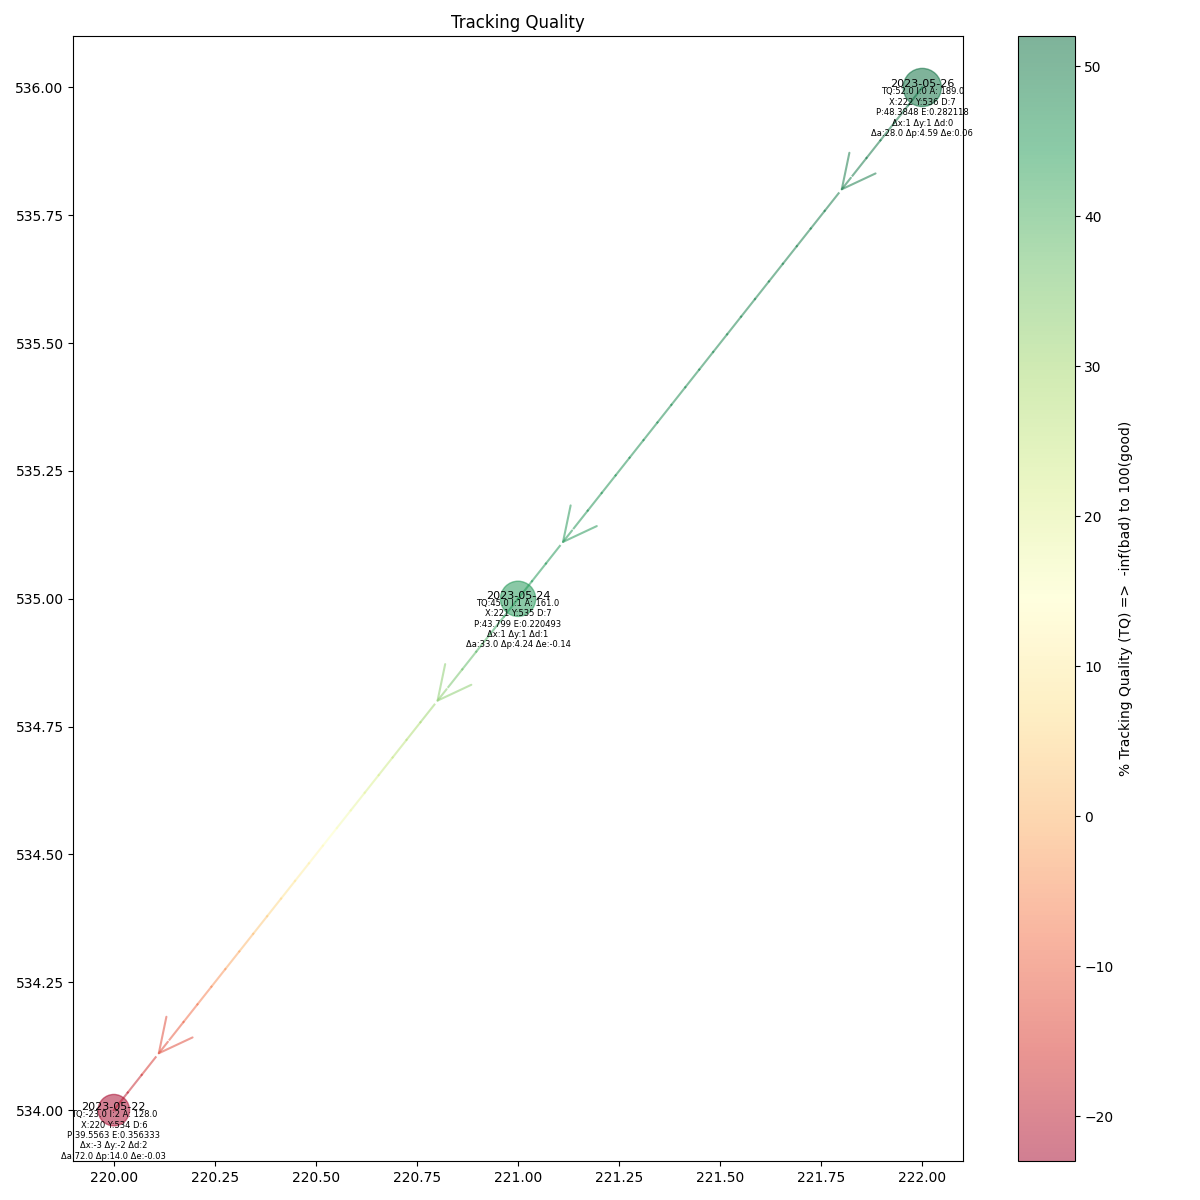 Tracking Quality
536.00
535.75
535.50
535.25
535.00
534.75
534.50
534.25
534.00
2023-05-26
TQ:52.0 I:0 A: 189.0
X:222 Y:536 D:7
P:48.3848 E:0.282118
Δx:1 Δy:1 Δd:0
Δa:28.0 Δp:4.59 Δe:0.06
2023-05-24
TQ:45.0 I:1 A: 161.0
X:221 Y:535 D:7
P:43.799 E:0.220493
Δx:1 Δy:1 Δd:1
Δa:33.0 Δp:4.24 Δe:-0.14
2023-05-22
TQ:-23.0 I:2 A: 128.0
X:220 Y:534 D:6
P:39.5563 E:0.356333
Δx:-3 Δy:-2 Δd:2
Δa:72.0 Δp:14.0 Δe:-0.03
220.00 220.25 220.50 220.75 221.00 221.25 221.50 221.75 222.00
50
40
30
20
10
0
−10
−20
% Tracking Quality (TQ) => -inf(bad) to 100(good)